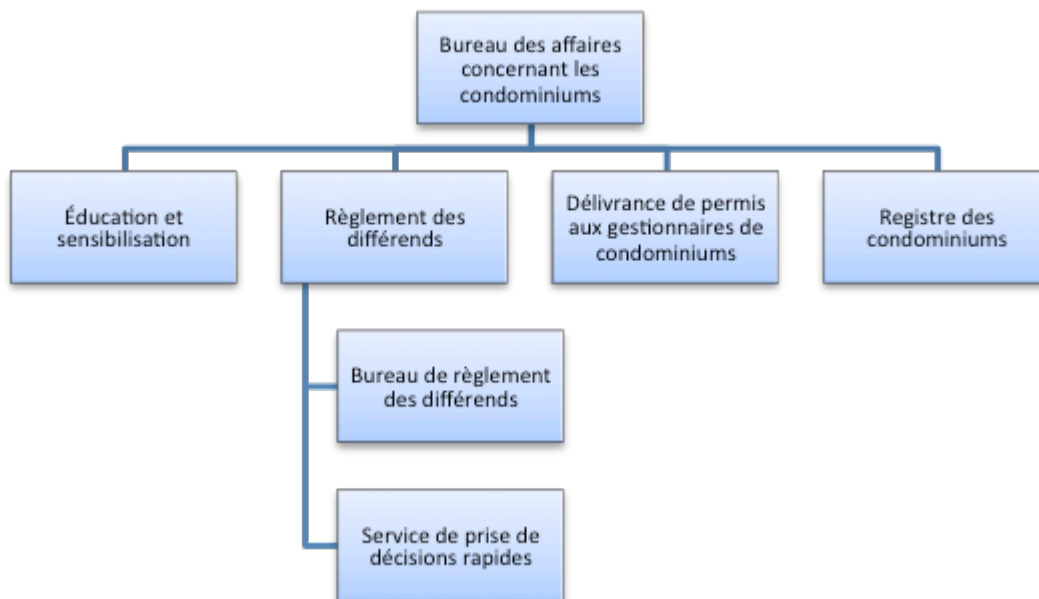 Bureau des affaires
concernant les
condominiums
Éducation et
sensibilisation
Règlement des
différends
Délivrance de permis
aux gestionnaires de
condominiums
Registre des
condominiums
Bureau de règlement
des différends
Service de prise de
décisions rapides